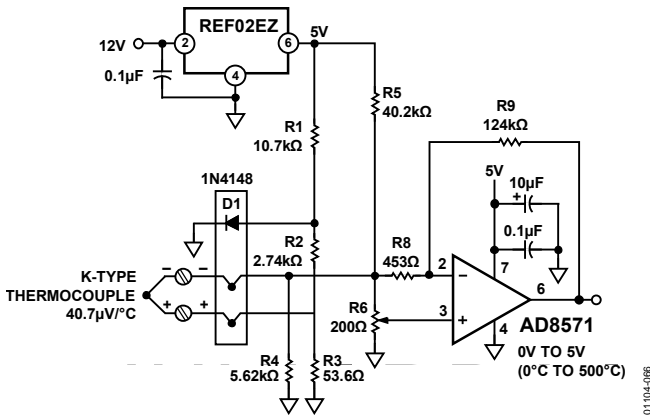 REF02EZ
12V
2
6
5V
4
0.1µF
R5
40.2kΩ
R9
124kΩ
R1
10.7kΩ
1N4148
D1
5V
10µF
+
0.1µF
R2
2.74kΩ
K-TYPE
THERMOCOUPLE
40.7µV/°C
– –
+ +
R8
453Ω
2
–
7
6
R6
200Ω
3
+
4
AD8571
0V TO 5V
(0°C TO 500°C)
R4
5.62kΩ
R3
53.6Ω
01104-066